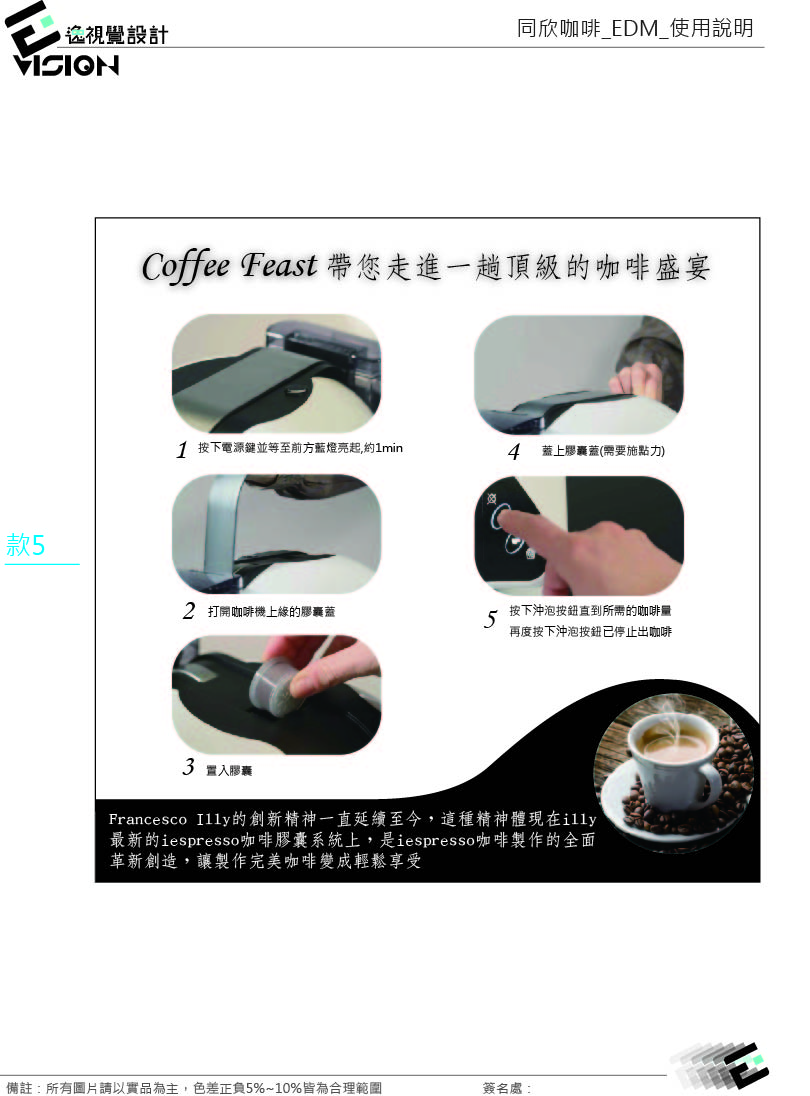 逸視覺設計
VISION
同欣咖啡_EDM_使用說明
Coffee Feast 帶您走進一趟頂級的咖啡盛宴
1 按下電源鍵並等至前方藍燈亮起,約1min
2 打開咖啡機上緣的膠囊蓋
3 置入膠囊
4 蓋上膠囊蓋(需要施點力)
5 按下沖泡按鈕直到所需的咖啡量
再度按下沖泡按鈕已停止出咖啡
款5
Francesco Illy的創新精神一直延續至今，這種精神體現在illy
最新的iespresso咖啡膠囊系統上，是iespresso咖啡製作的全面
革新創造，讓製作完美咖啡變成輕鬆享受
備註：所有圖片請以實品為主，色差正負5%~10%皆為合理範圍
簽名處：